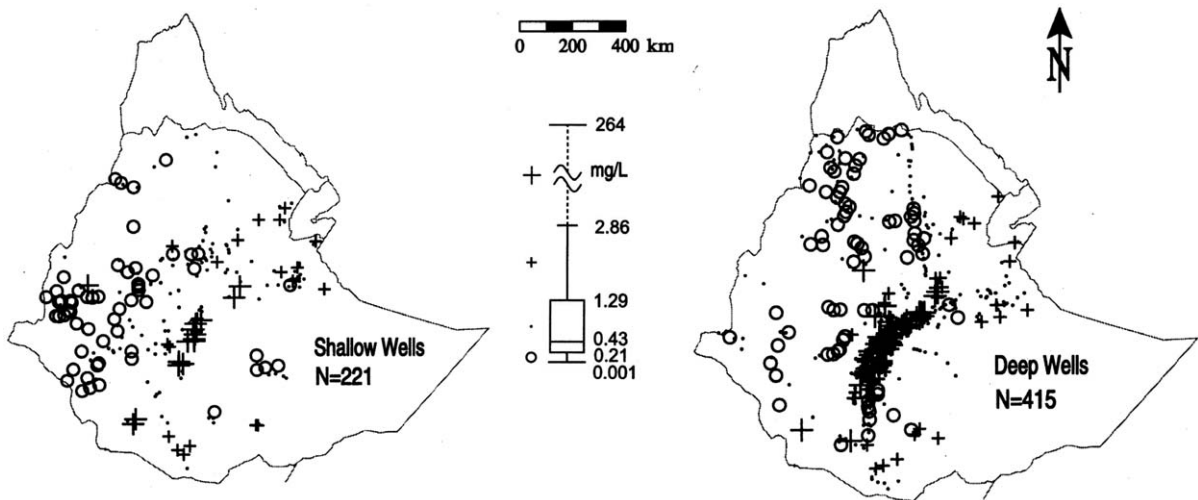 0 200 400 km
N
264
mg/L
2.86
1.29
0.43
0.21
0.001
Shallow Wells
N=221
Deep Wells
N=415